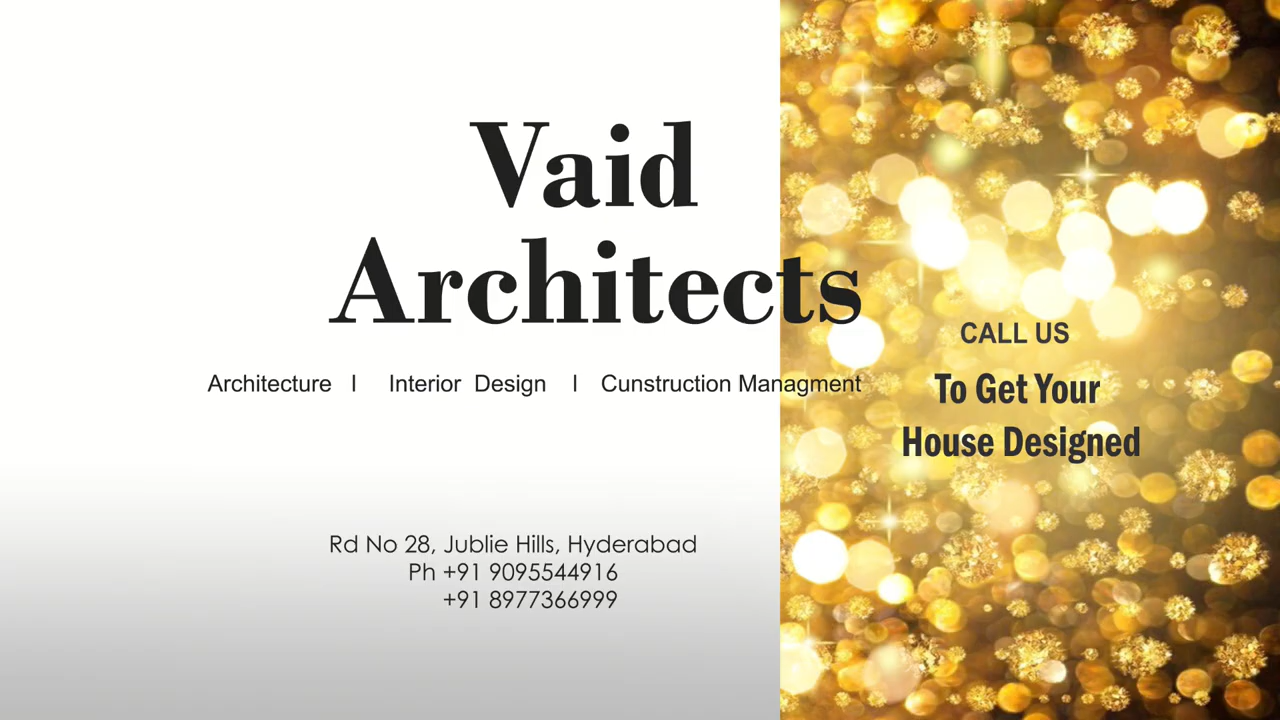 Vaid
Architects
Architecture I Interior Design I Cunstruction Managment
CALL US
To Get Your
House Designed
Rd No 28, Jublie Hills, Hyderabad
Ph +91 9095544916
+91 8977366999